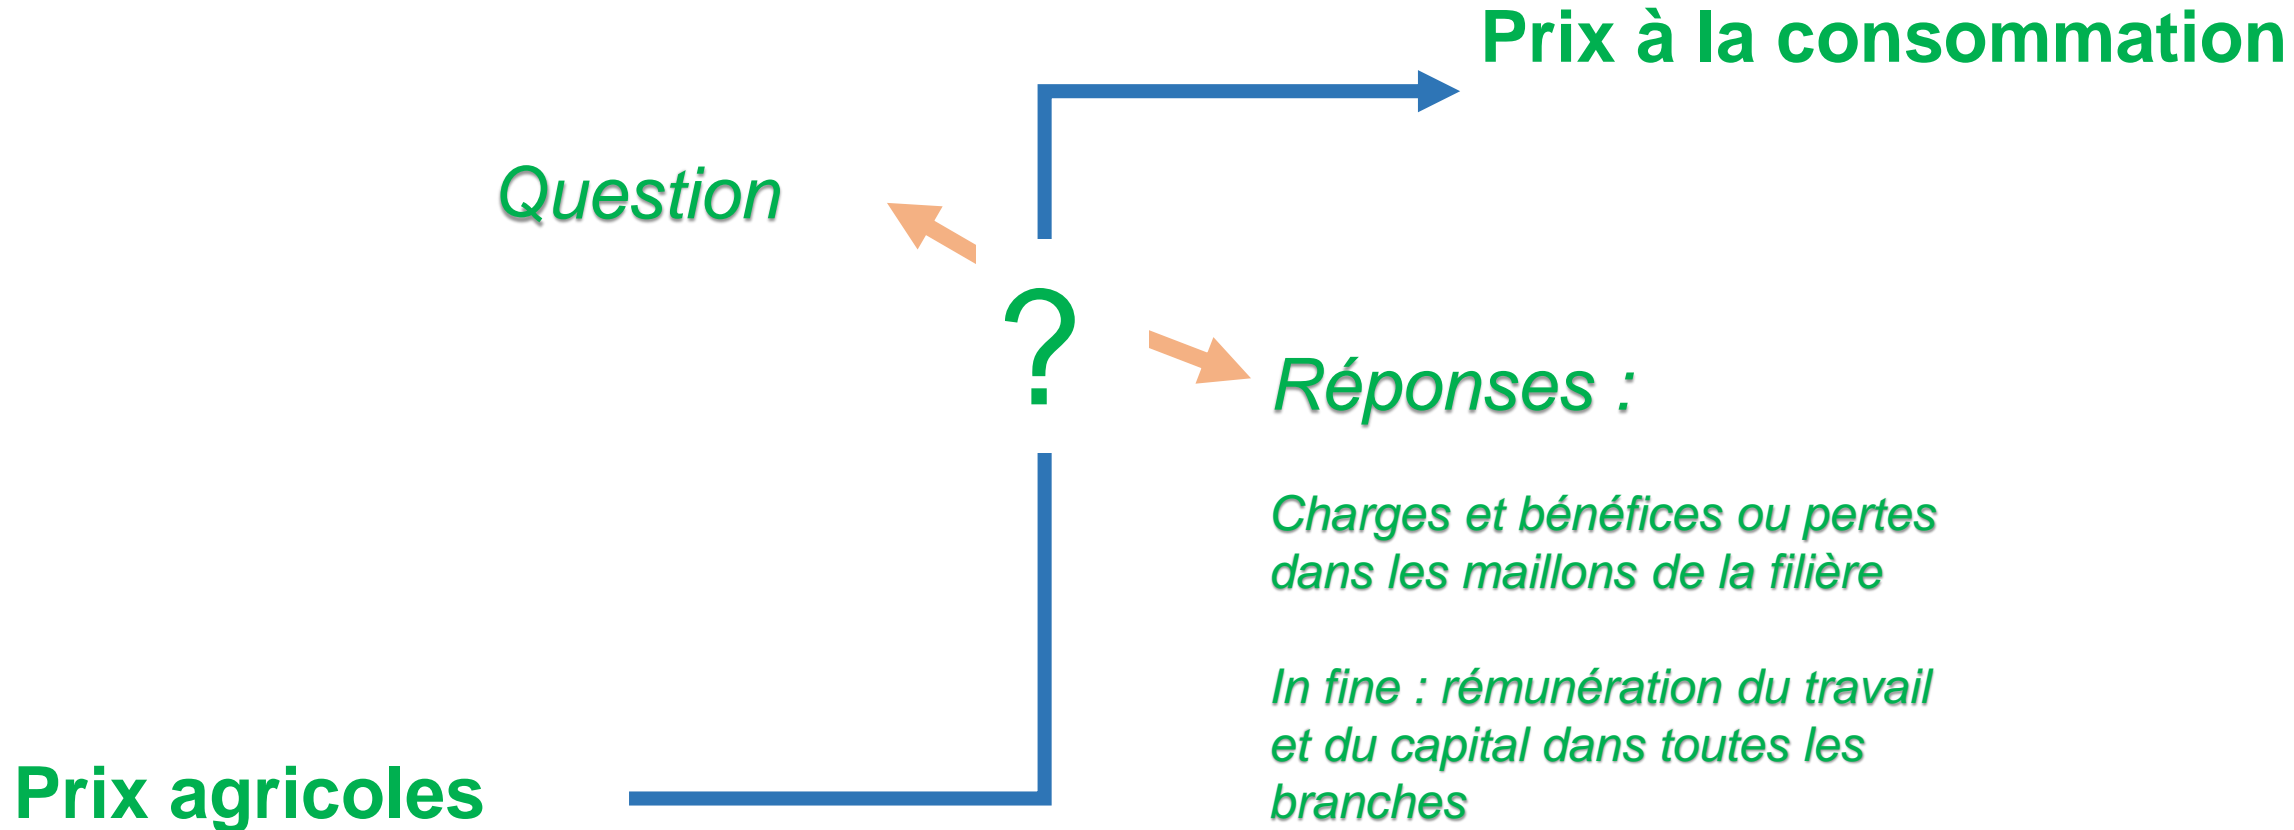 Prix à la consommation
Question
?
Réponses :
Charges et bénéfices ou pertes
dans les maillons de la filière
In fine : rémunération du travail
et du capital dans toutes les
branches
Prix agricoles